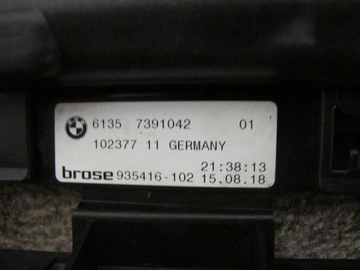 6135 7391042 01
102377 11 GERMANY
21:38:13
brose 935416-102 15.08.18